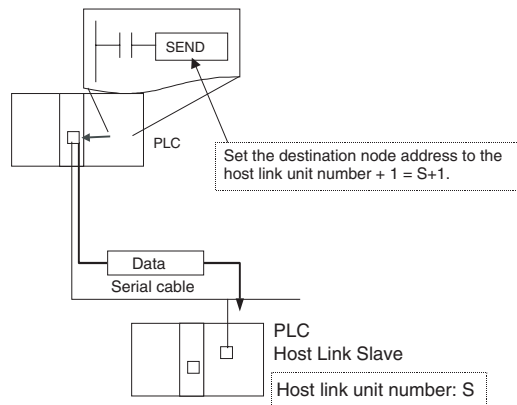 SEND
PLC
Set the destination node address to the
host link unit number + 1 = S+1.
Data
Serial cable
PLC
Host Link Slave
Host link unit number: S